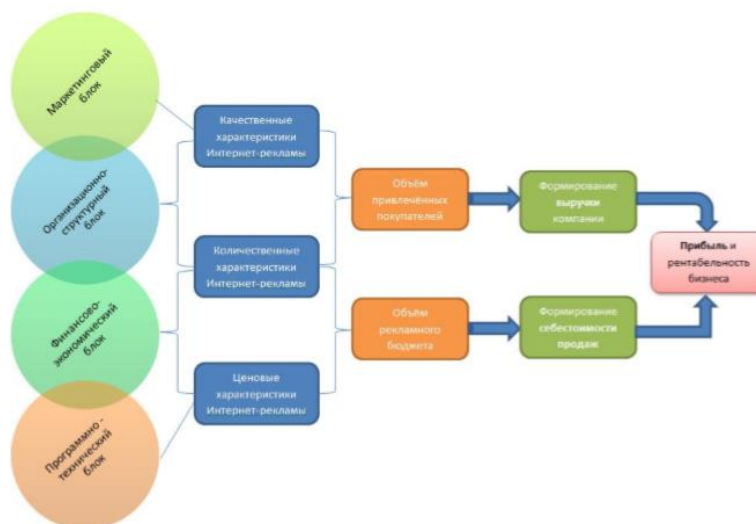 Маркетинговый
блок
Организационно-
структурный
блок
Финансово-
экономический
блок
Программно -
технический
блок
Качественные
характеристики
Интернет-рекламы
Количественные
характеристики
Интернет-рекламы
Ценовые
характеристики
Интернет-рекламы
Объём
привлечённых
покупателей
Объём
рекламного
бюджета
Формирование
выручки
компании
Формирование
себестоимости
продаж
Прибыль и
рентабельность
бизнеса